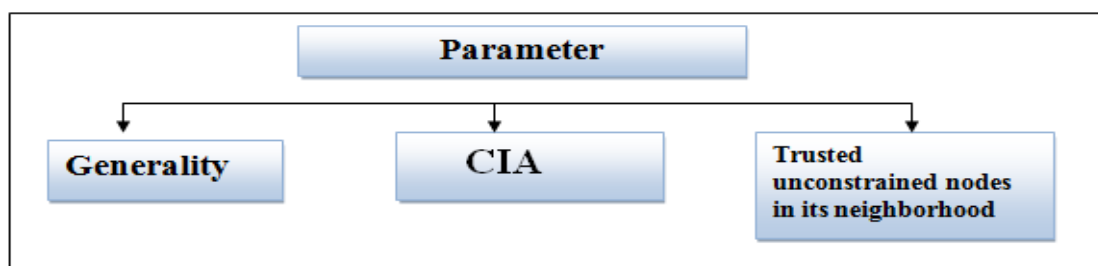 Parameter
Generality
CIA
Trusted
unconstrained nodes
in its neighborhood